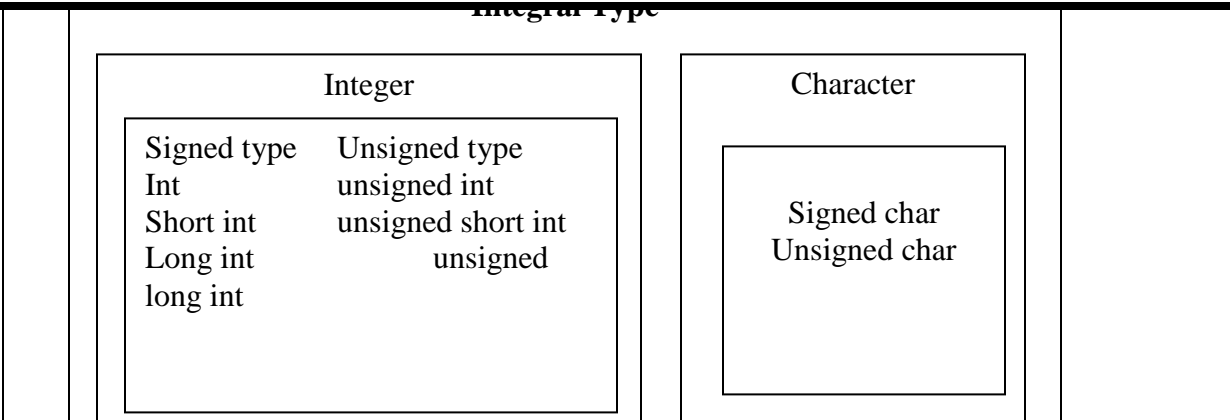 Integral Type
Integer
Signed type Unsigned type
Int unsigned int
Short int unsigned short int
Long int unsigned
long int
Character
Signed char
Unsigned char